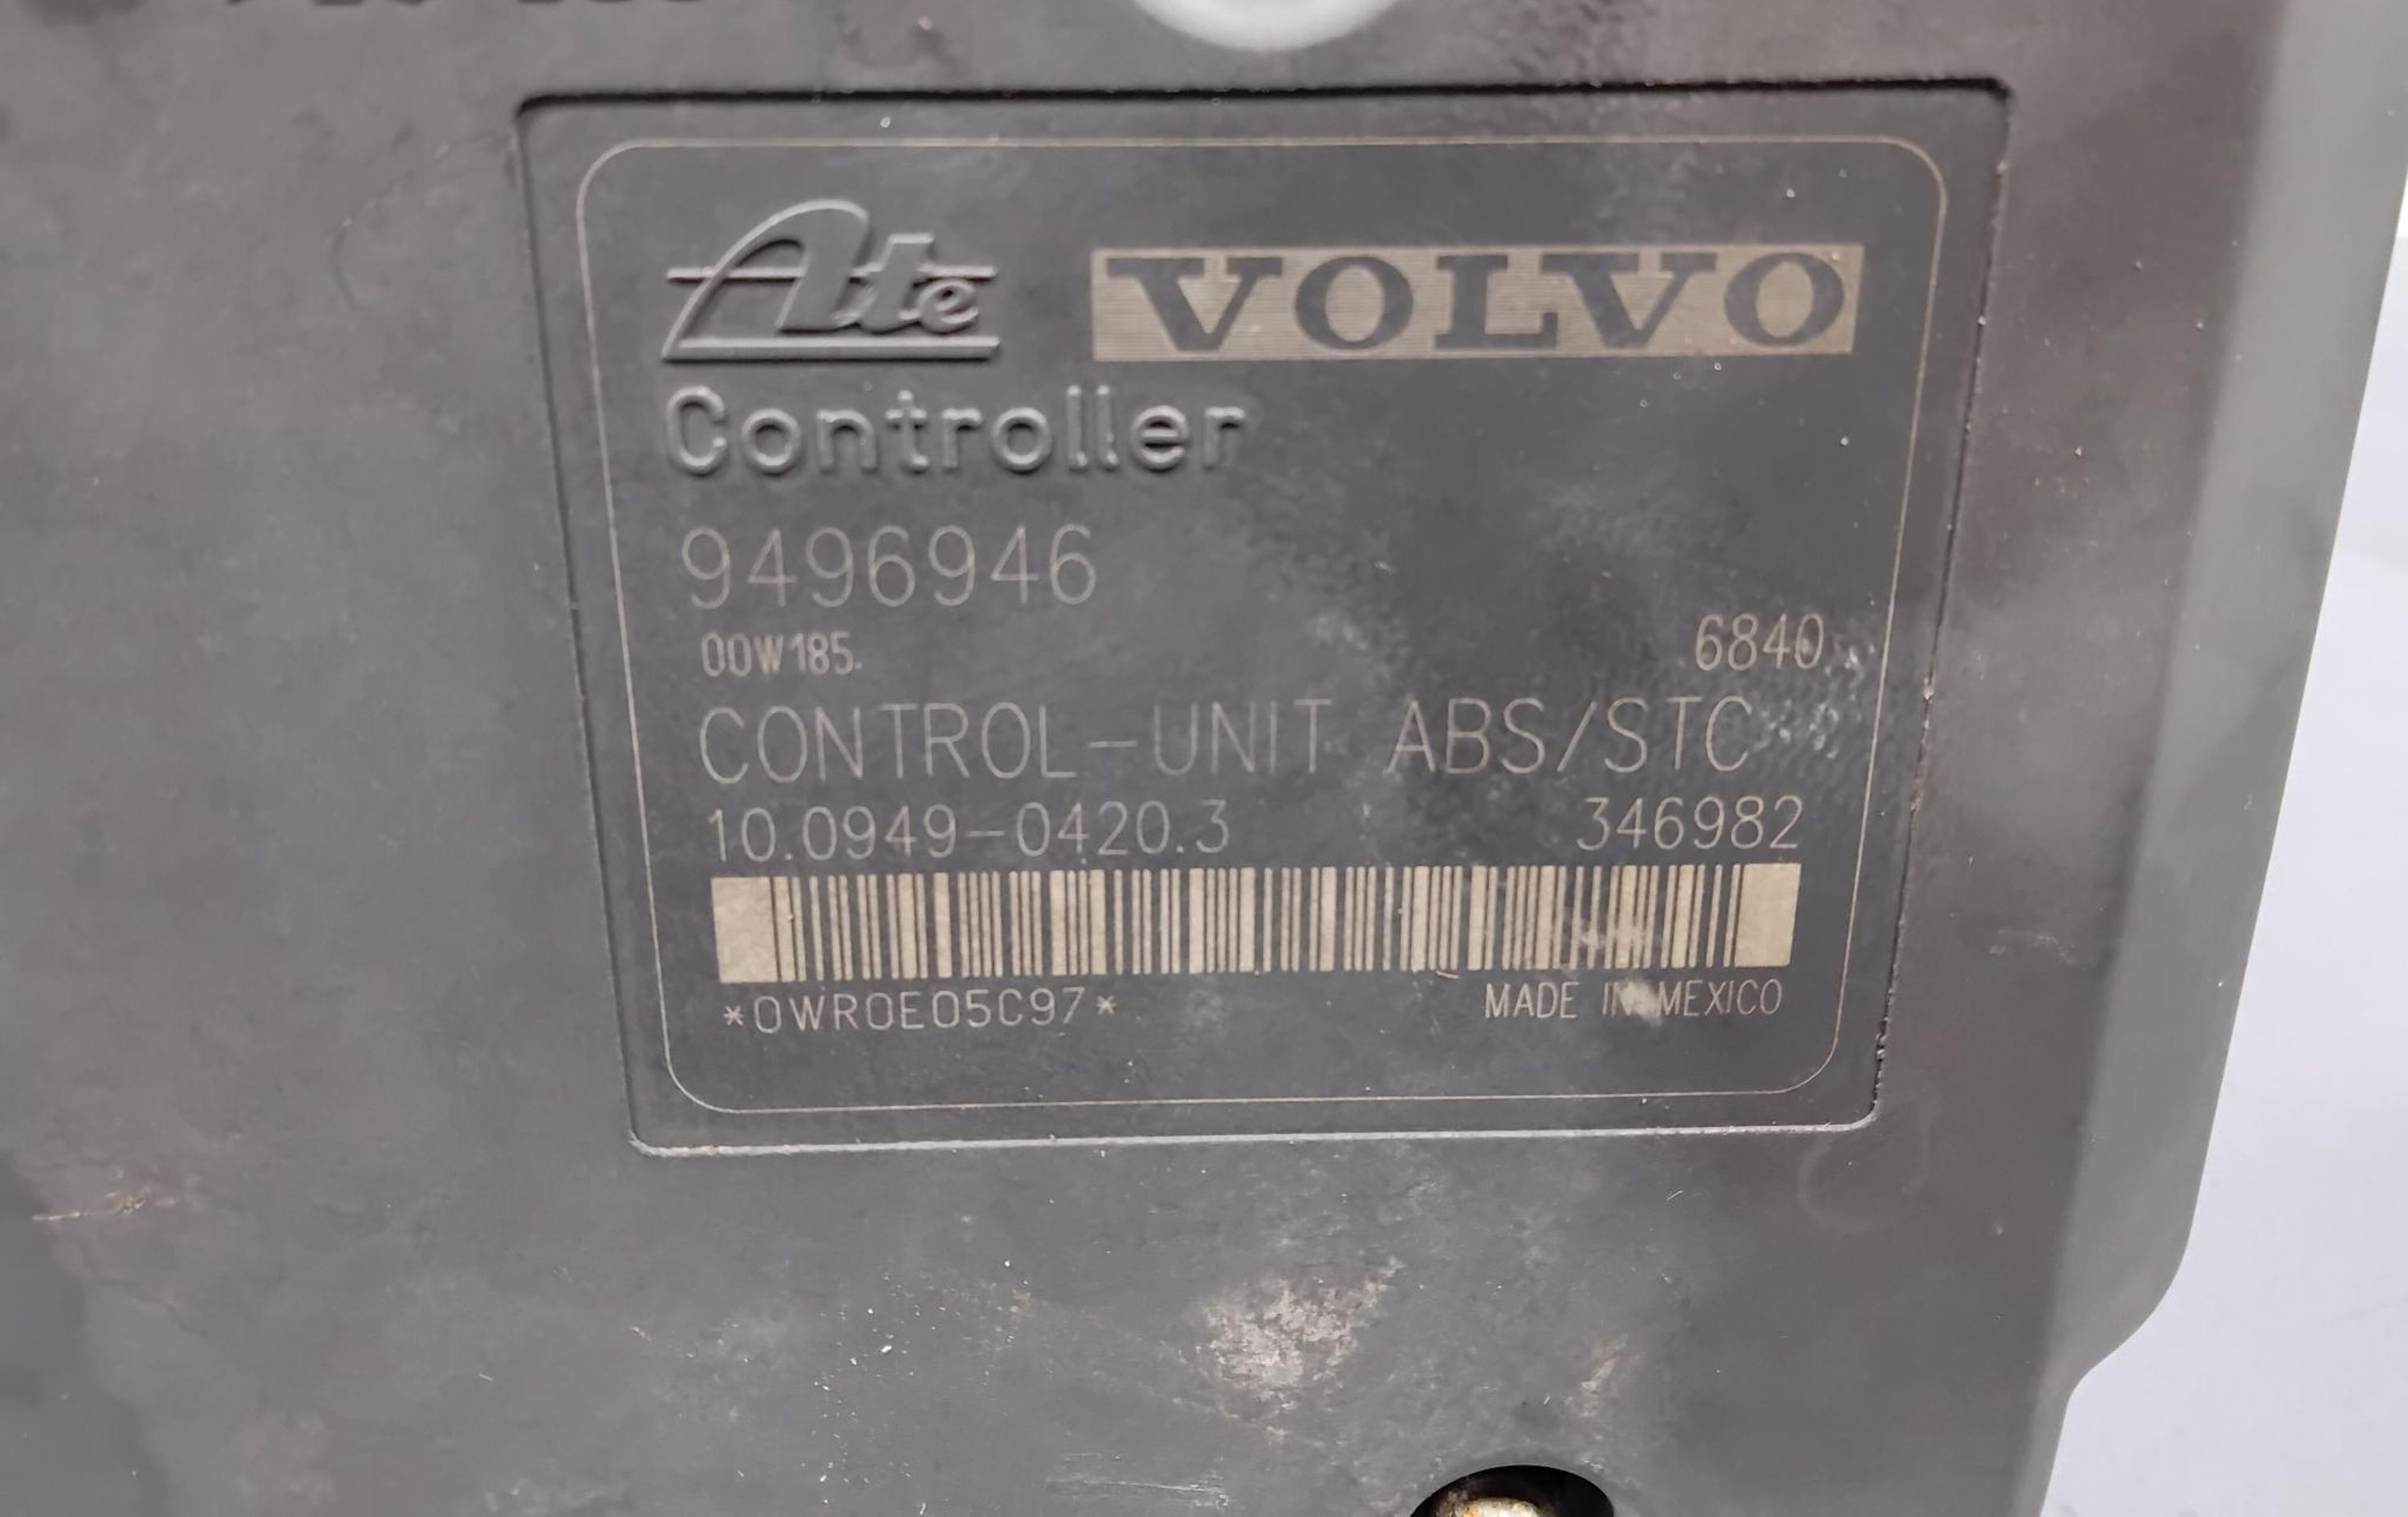 Ate VOLVO
Controller
9496946
00W185. 6840
CONTROL-UNIT ABS/STC
10.0949-0420.3 346982
*0WR0E05C97* MADE IN MEXICO